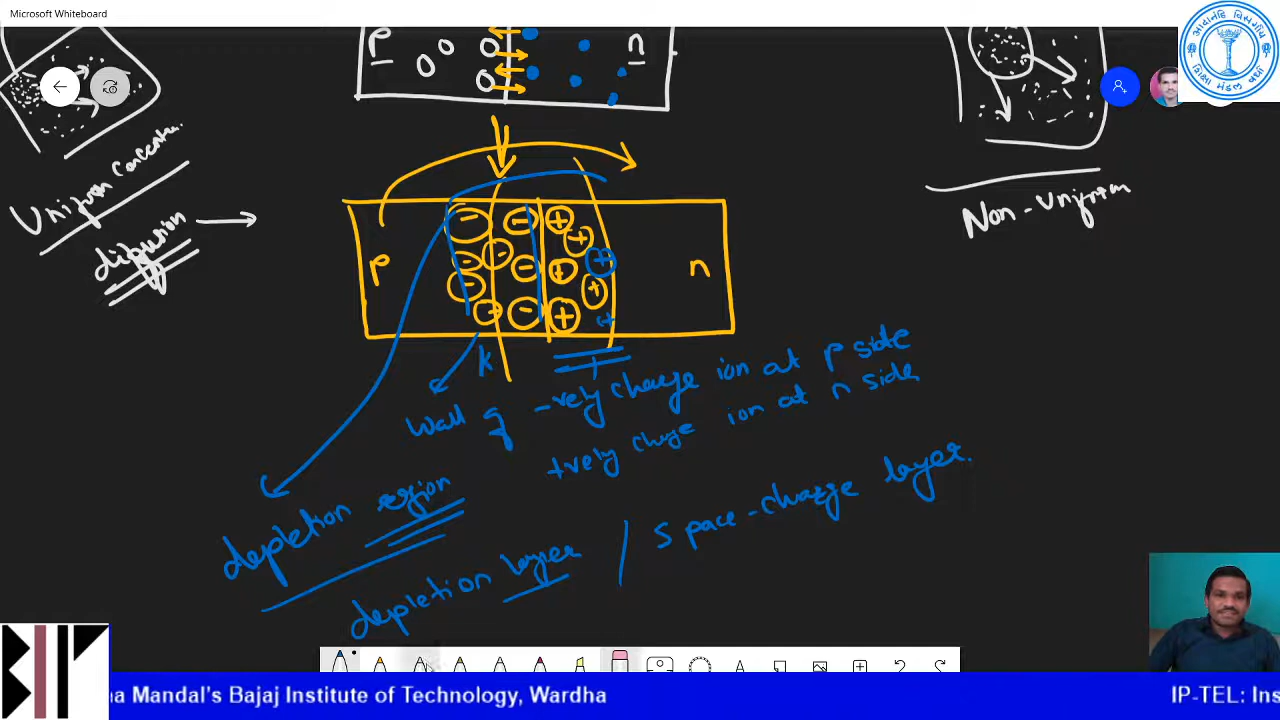 Microsoft Whiteboard
p
n
Uniform
diffusion
Non-Uniform
p
n
Wall of -vely charge ion at p side
+vely charge ion at n side
depletion region
depletion layer / space-charge layer.
na Mandal's Bajaj Institute of Technology, Wardha
IP-TEL: Ins